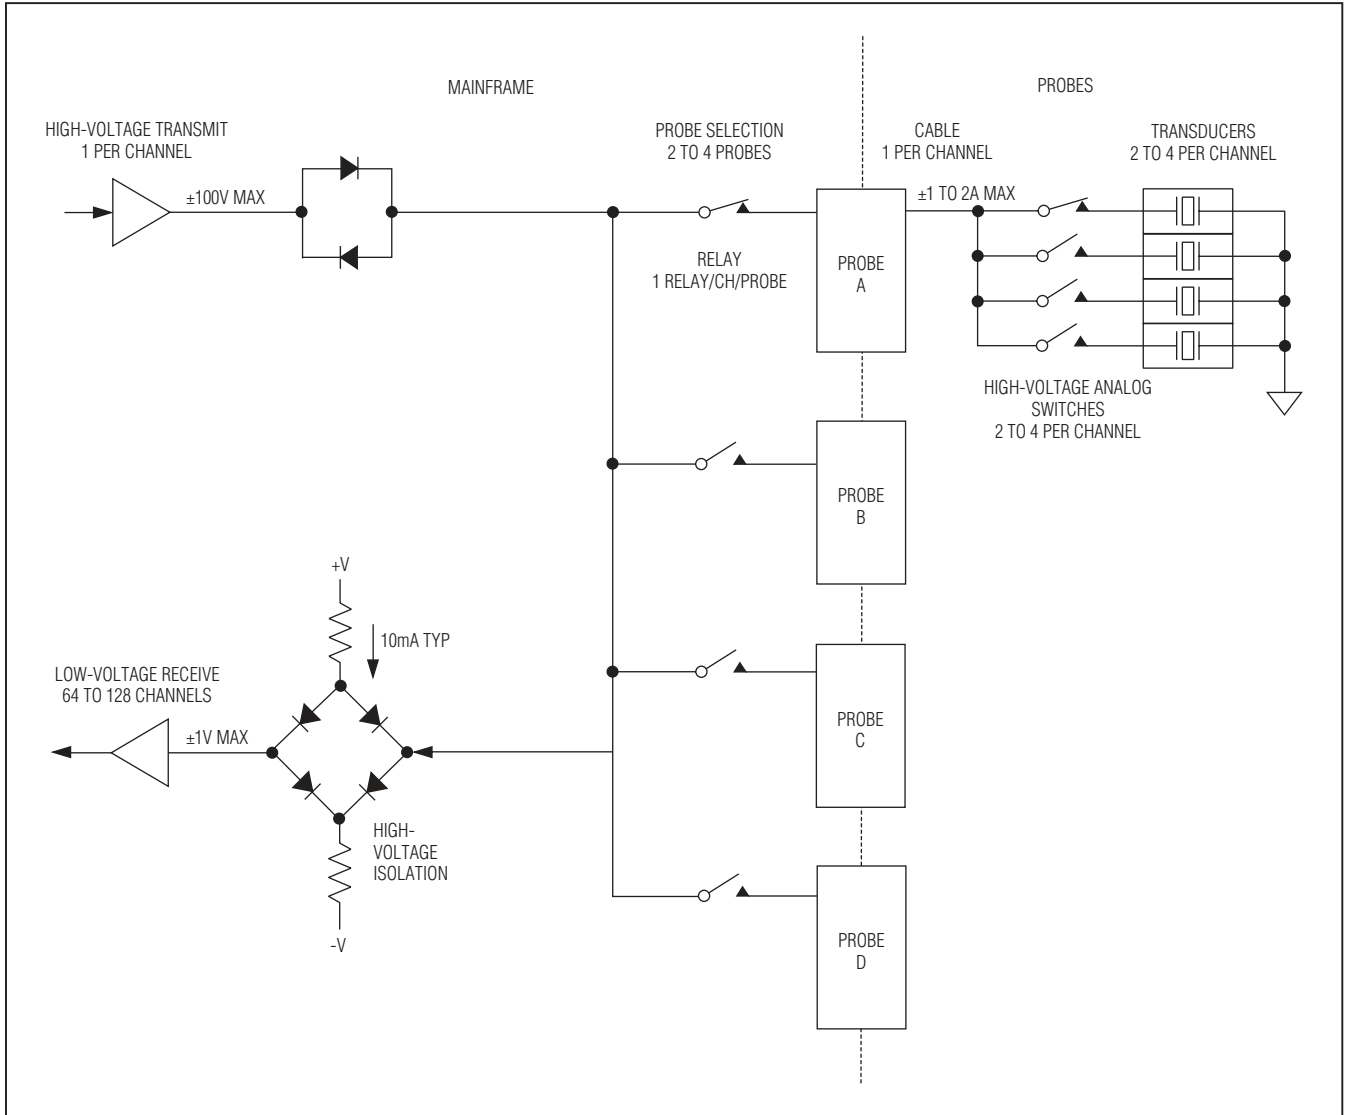 MAINFRAME
PROBES
HIGH-VOLTAGE TRANSMIT
1 PER CHANNEL
±100V MAX
PROBE SELECTION
2 TO 4 PROBES
CABLE
1 PER CHANNEL
TRANSDUCERS
2 TO 4 PER CHANNEL
±1 TO 2A MAX
RELAY
1 RELAY/CH/PROBE
PROBE
A
HIGH-VOLTAGE ANALOG
SWITCHES
2 TO 4 PER CHANNEL
PROBE
B
+V
10mA TYP
LOW-VOLTAGE RECEIVE
64 TO 128 CHANNELS
±1V MAX
PROBE
C
HIGH-
VOLTAGE
ISOLATION
-V
PROBE
D